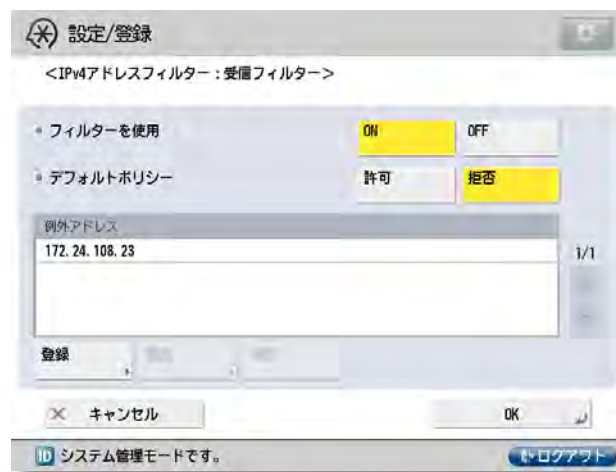 設定/登録
<IPv4アドレスフィルター:受信フィルター>
フィルターを使用 ON OFF
デフォルトポリシー 許可 拒否
例外アドレス
172.24.108.23
1/1
登録
× キャンセル OK
ID システム管理モードです。 ログアウト